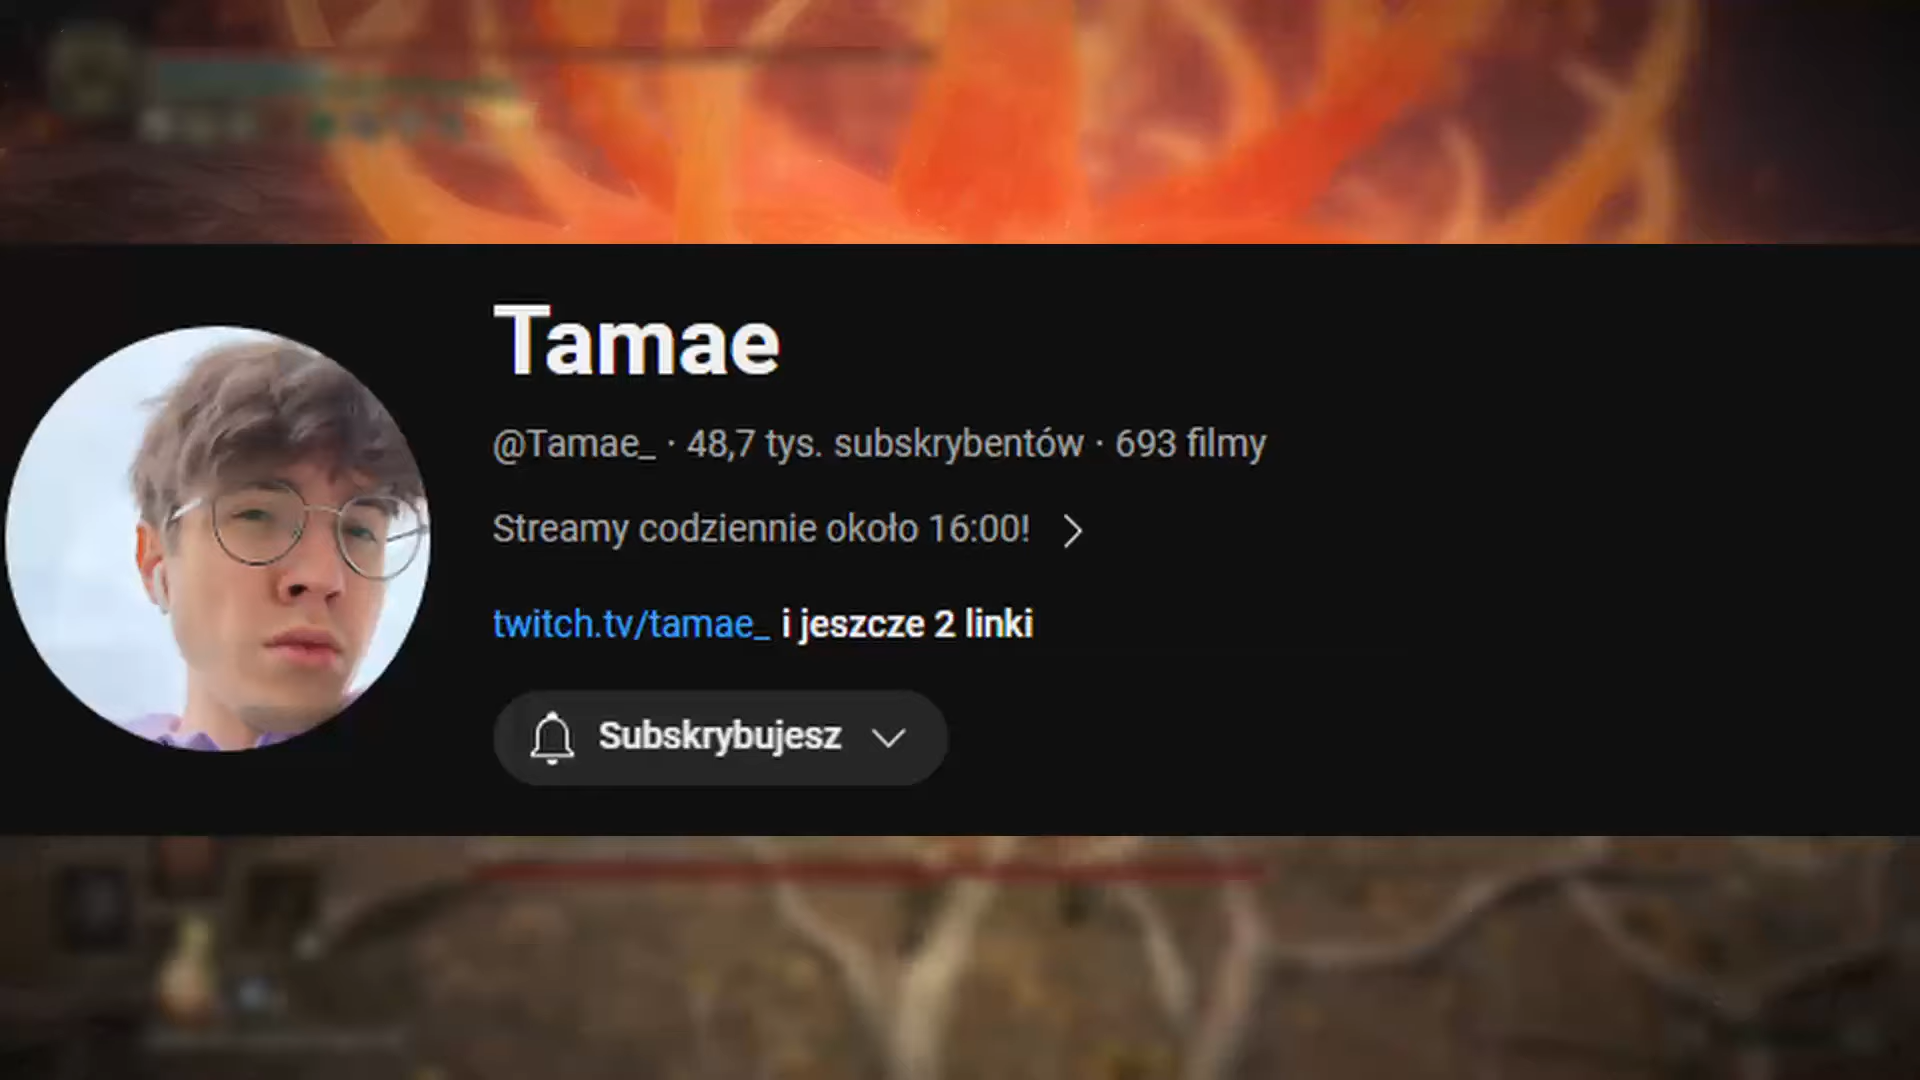 Tamae
@Tamae_ · 48,7 tys. subskrybentów · 693 filmy
Streamy codziennie około 16:00!
twitch.tv/tamae_ i jeszcze 2 linki
Subskrybujesz